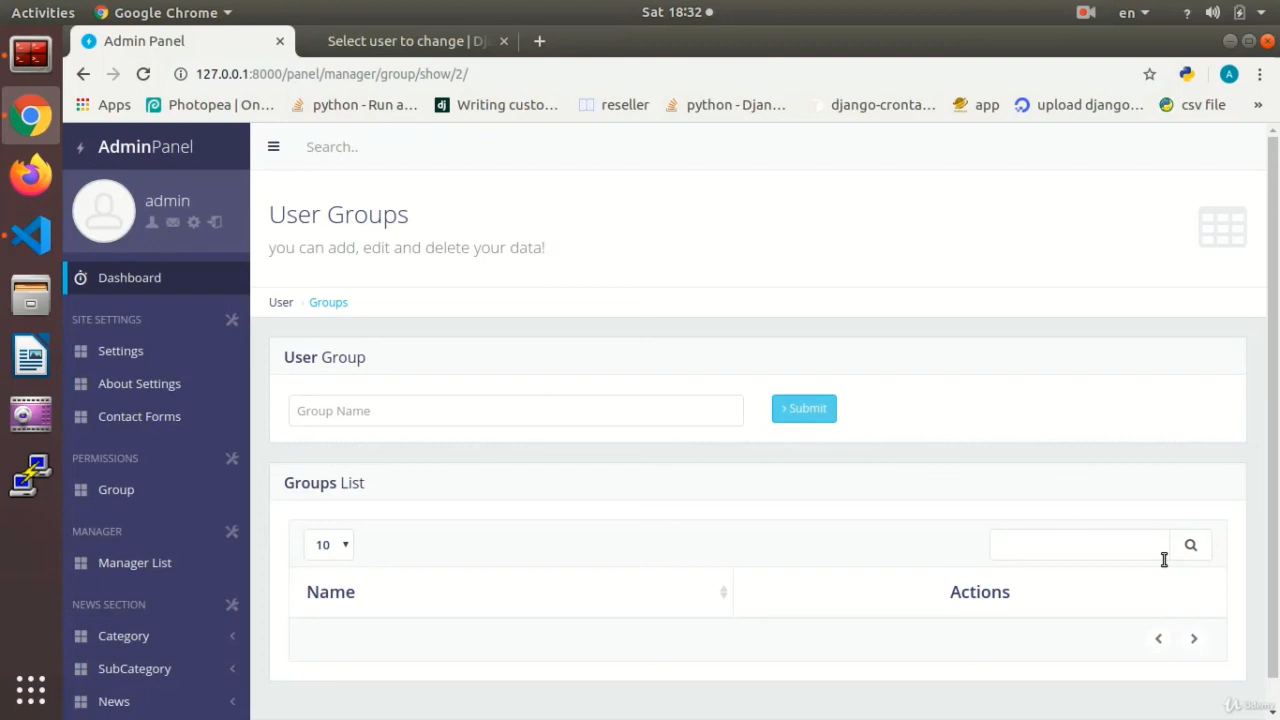 Activities Google Chrome Sat 18:32 en ?
Admin Panel Select user to change | Dj
127.0.0.1:8000/panel/manager/group/show/2/ A
Apps Photopea | On... python - Run a... dj Writing custo... reseller python - Djan... django-cronta... app upload django... csv file »
AdminPanel Search..
admin
User Groups
you can add, edit and delete your data!
Dashboard
User Groups
SITE SETTINGS
Settings
About Settings
Contact Forms
User Group
Group Name Submit
PERMISSIONS
Group
Groups List
MANAGER
Manager List
10
NEWS SECTION
Category
SubCategory
News
Name Actions
Udemy